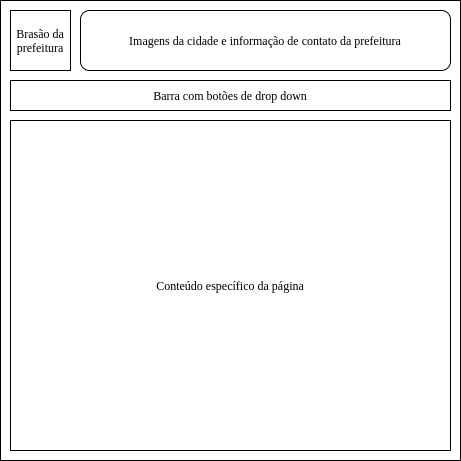 Brasão da
prefeitura
Imagens da cidade e informação de contato da prefeitura
Barra com botões de drop down
Conteúdo específico da página